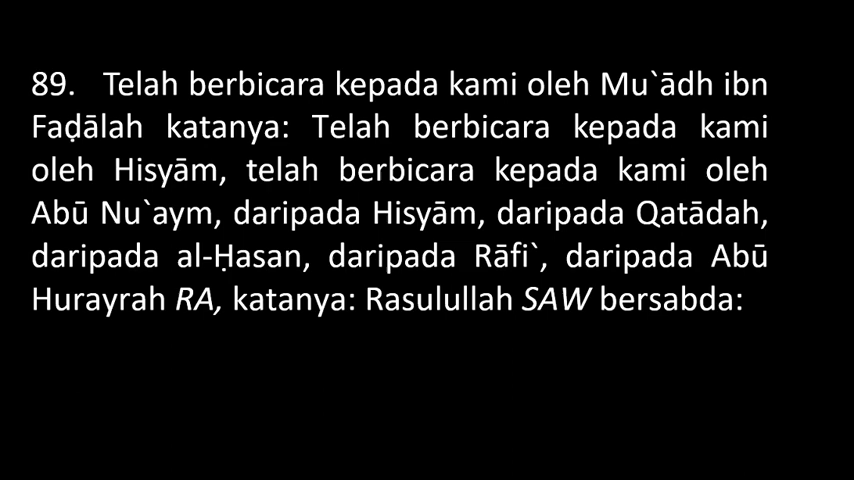 89. Telah berbicara kepada kami oleh Mu`ādh ibn
Faḍālah katanya: Telah berbicara kepada kami
oleh Hisyām, telah berbicara kepada kami oleh
Abū Nu`aym, daripada Hisyām, daripada Qatādah,
daripada al-Ḥasan, daripada Rāfi`, daripada Abū
Hurayrah RA, katanya: Rasulullah SAW bersabda: